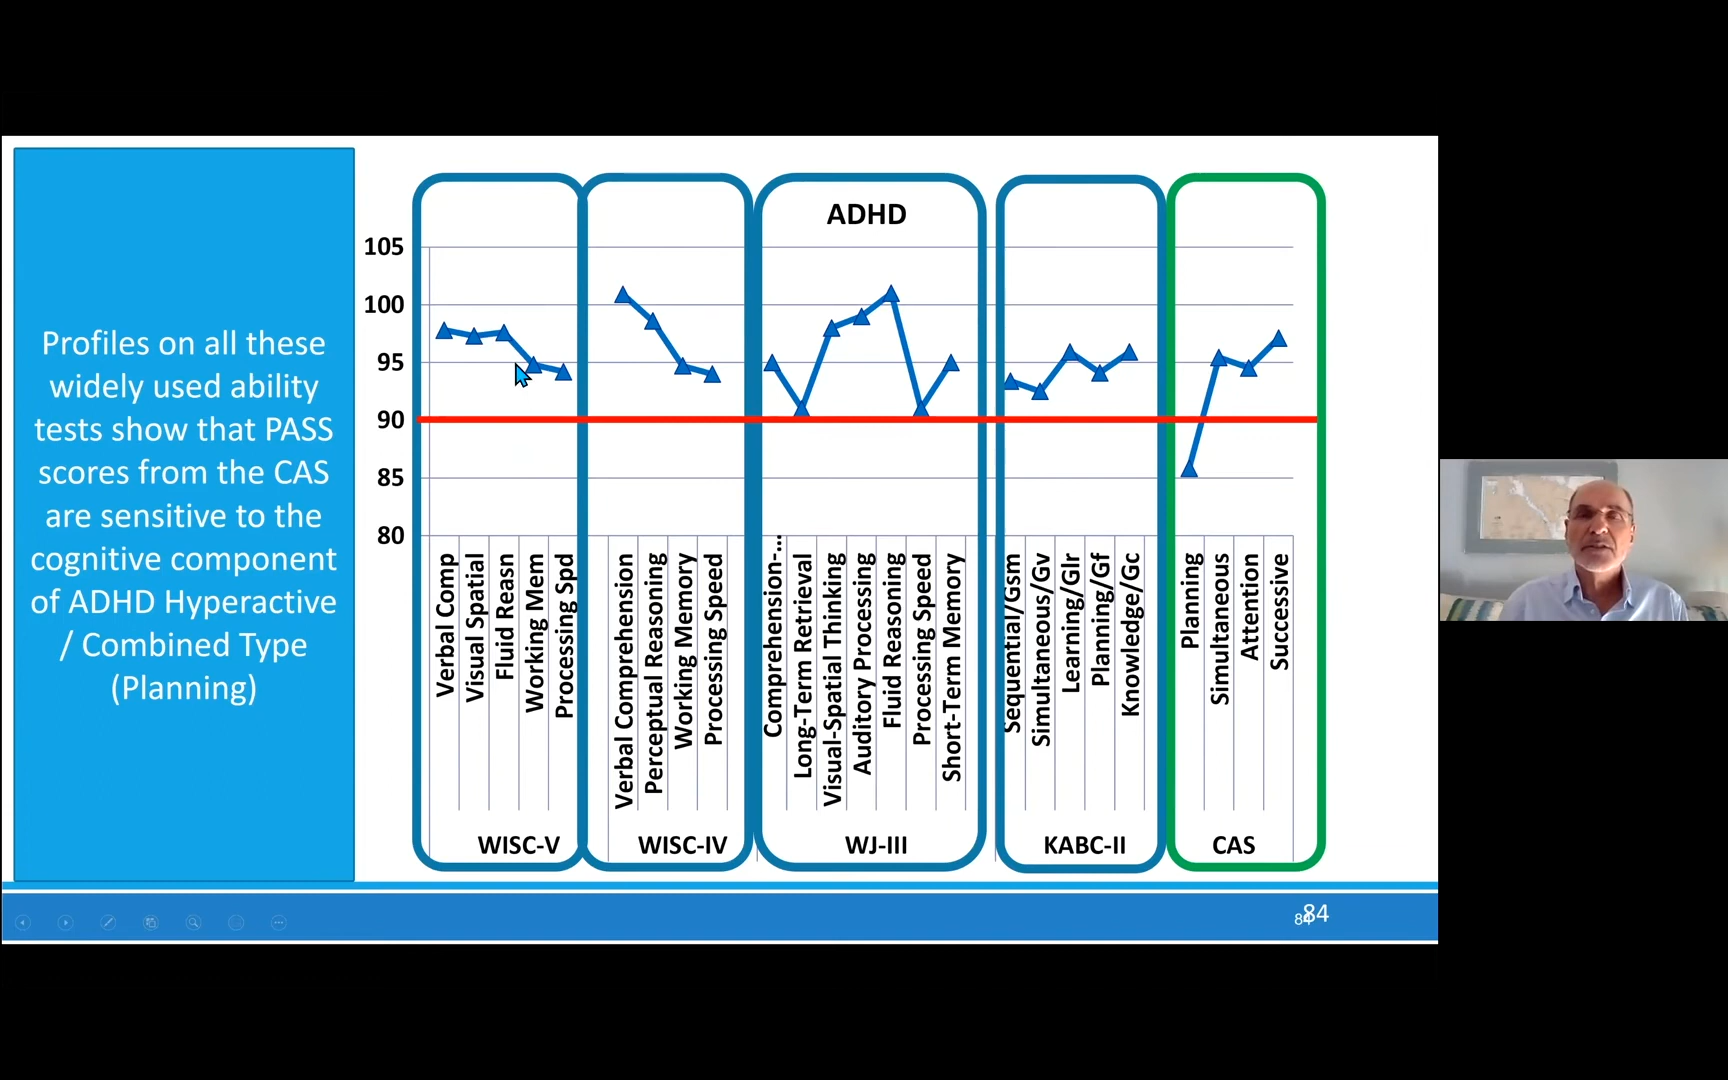 Profiles on all these
widely used ability
tests show that PASS
scores from the CAS
are sensitive to the
cognitive component
of ADHD Hyperactive
/ Combined Type
(Planning)
ADHD
105
100
95
90
85
80
Verbal Comp
Visual Spatial
Fluid Reasn
Working Mem
Processing Spd
Verbal Comprehension
Perceptual Reasoning
Working Memory
Processing Speed
Comprehension-...
Long-Term Retrieval
Visual-Spatial Thinking
Auditory Processing
Fluid Reasoning
Processing Speed
Short-Term Memory
Sequential/Gsm
Simultaneous/Gv
Learning/Glr
Planning/Gf
Knowledge/Gc
Planning
Simultaneous
Attention
Successive
WISC-V
WISC-IV
WJ-III
KABC-II
CAS
84
84